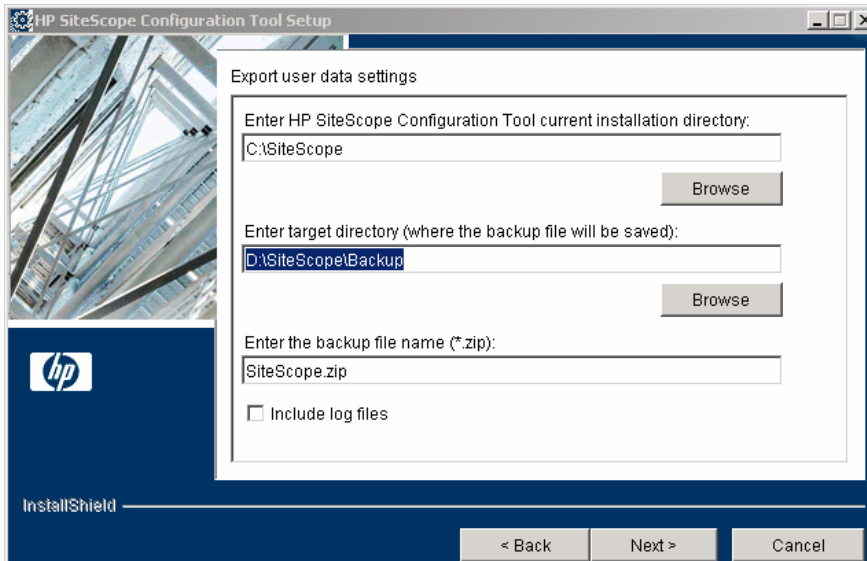 HP SiteScope Configuration Tool Setup
Export user data settings
Enter HP SiteScope Configuration Tool current installation directory:
C:\SiteScope
Browse
Enter target directory (where the backup file will be saved):
D:\SiteScope\Backup
Browse
Enter the backup file name (*.zip):
SiteScope.zip
Include log files
hp
InstallShield
< Back
Next >
Cancel